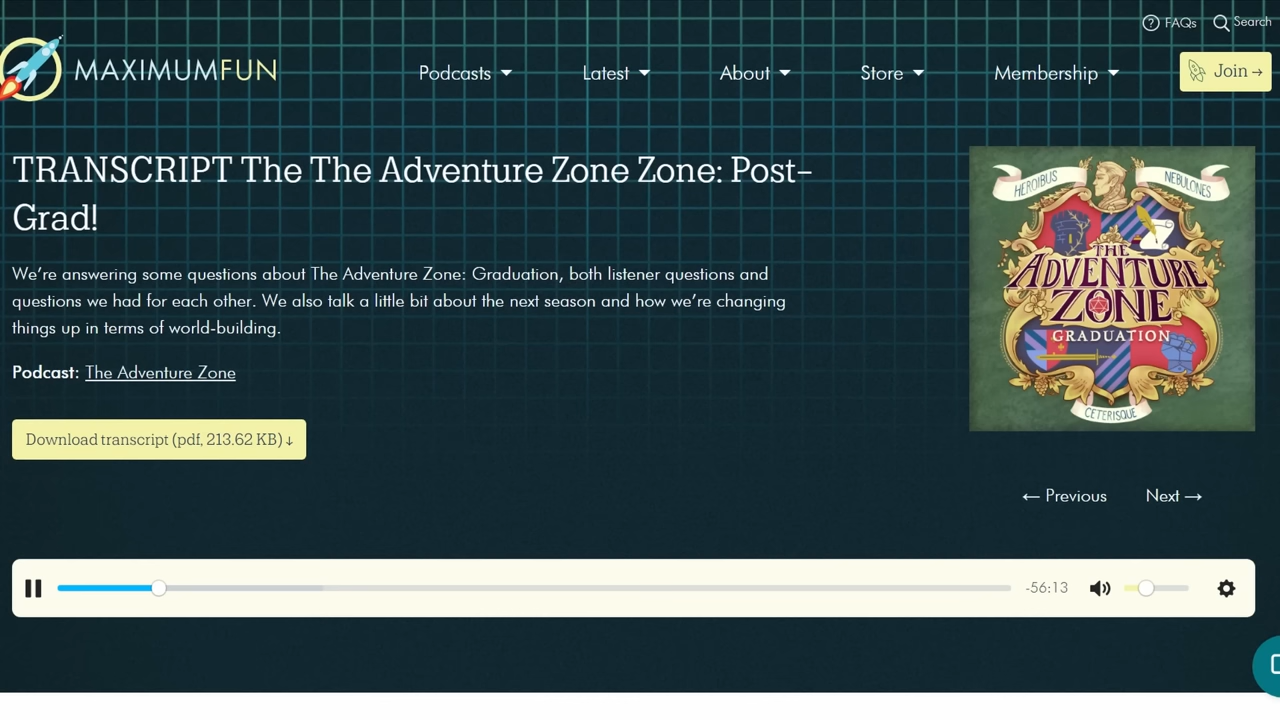 FAQs
Search
MAXIMUMFUN
Podcasts
Latest
About
Store
Membership
Join →
TRANSCRIPT The The Adventure Zone Zone: Post-
Grad!
We're answering some questions about The Adventure Zone: Graduation, both listener questions and
questions we had for each other. We also talk a little bit about the next season and how we're changing
things up in terms of world-building.
Podcast: The Adventure Zone
Download transcript (pdf, 213.62 KB) ↓
HEROIBUS
NEBULONES
THE
ADVENTURE
ZONE
GRADUATION
CETERISQUE
← Previous
Next →
-56:13